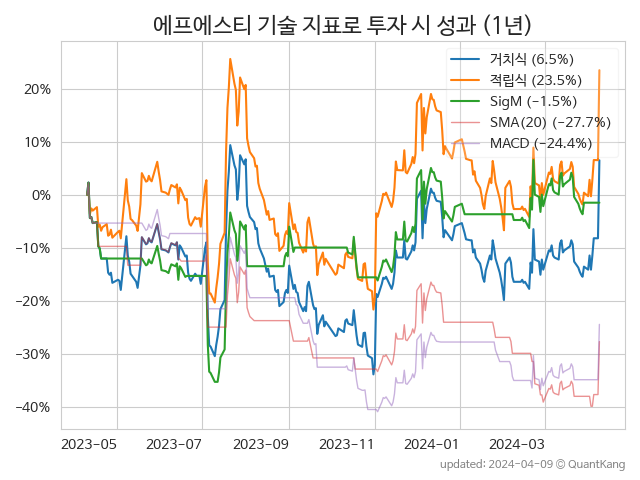 에프에스티 기술 지표로 투자 시 성과 (1년)
거치식 (6.5%)
적립식 (23.5%)
SigM (−1.5%)
SMA(20) (−27.7%)
MACD (−24.4%)
20%
10%
0%
−10%
−20%
−30%
−40%
2023-05 2023-07 2023-09 2023-11 2024-01 2024-03
updated: 2024-04-09 © QuantKang